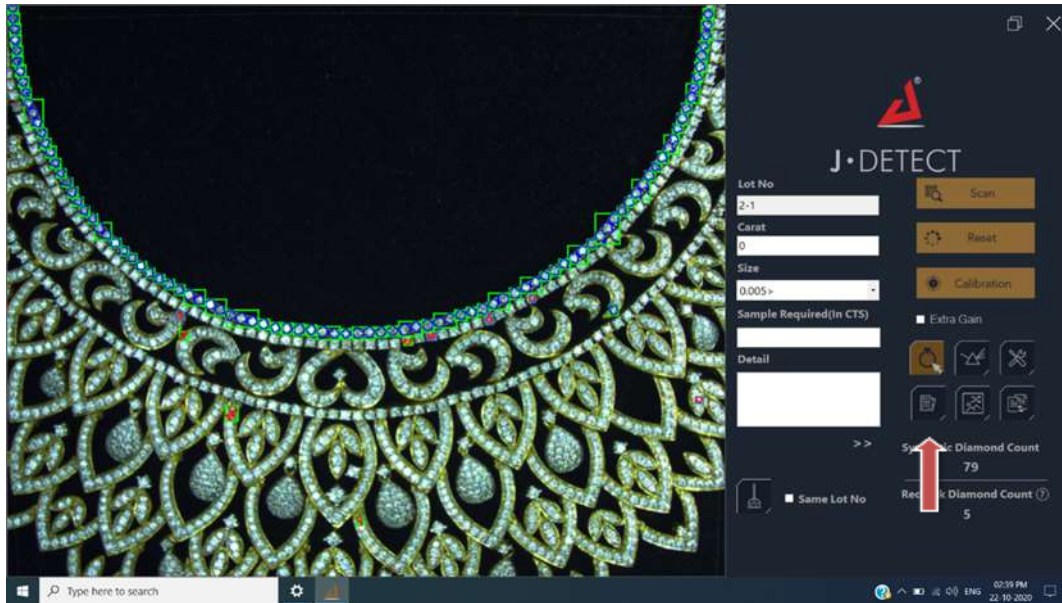 J·DETECT
Lot No
2-1
Scan
Carat
0
Reset
Size
0.005>
Calibration
Sample Required(In CTS)
Extra Gain
Detail
>>
Diamond Count
79
Same Lot No
Diamond Count
5
Type here to search
ENG
02:39 PM
22-10-2020